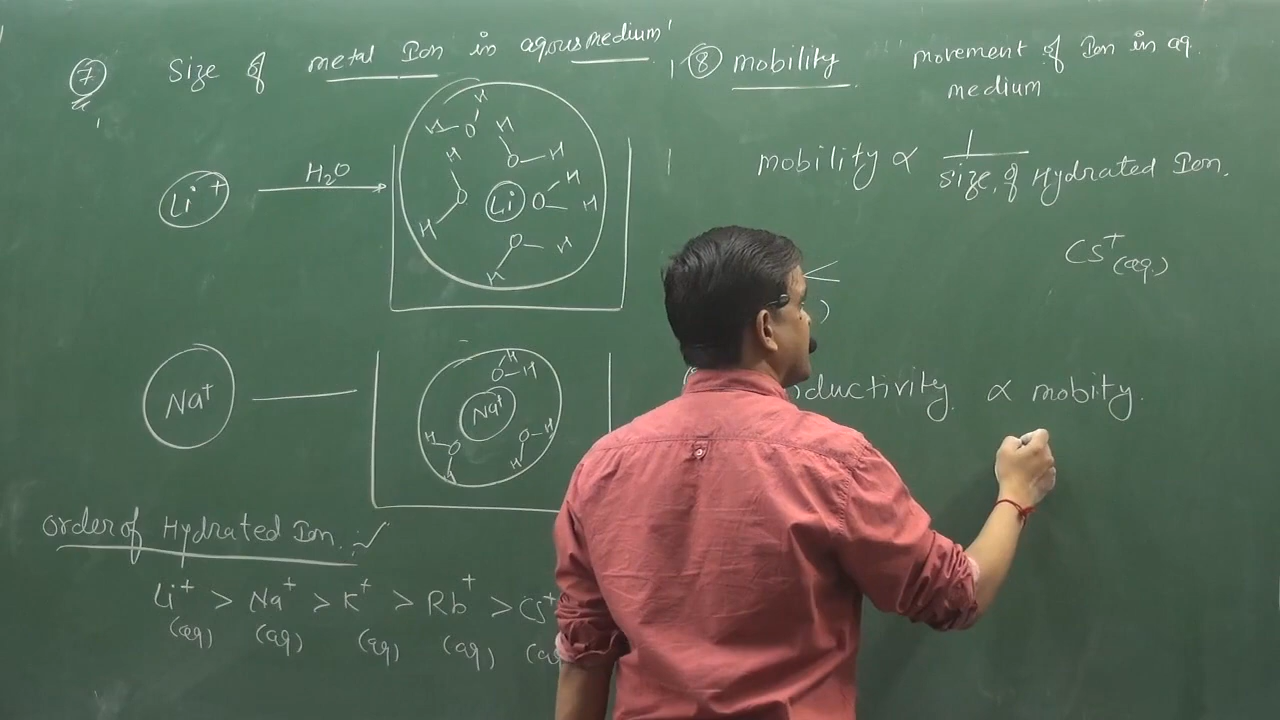 7 Size of metal Ion in aqous medium
H2O
Li+
H
H O
H
O H
H
O
H
Li
O H
H
O H
H
Na+
Na+
H
O H
H
O
H
O H
H
Order of Hydrated Ion :
Li+ > Na+ > K+ > Rb+ > Cs+
(aq) (aq) (aq) (aq)
8 mobility movement of Ion in aq.
medium
mobility ∝ 1
size of Hydrated Ion.
Cs+(aq.)
<
)
ductivity ∝ mobity.